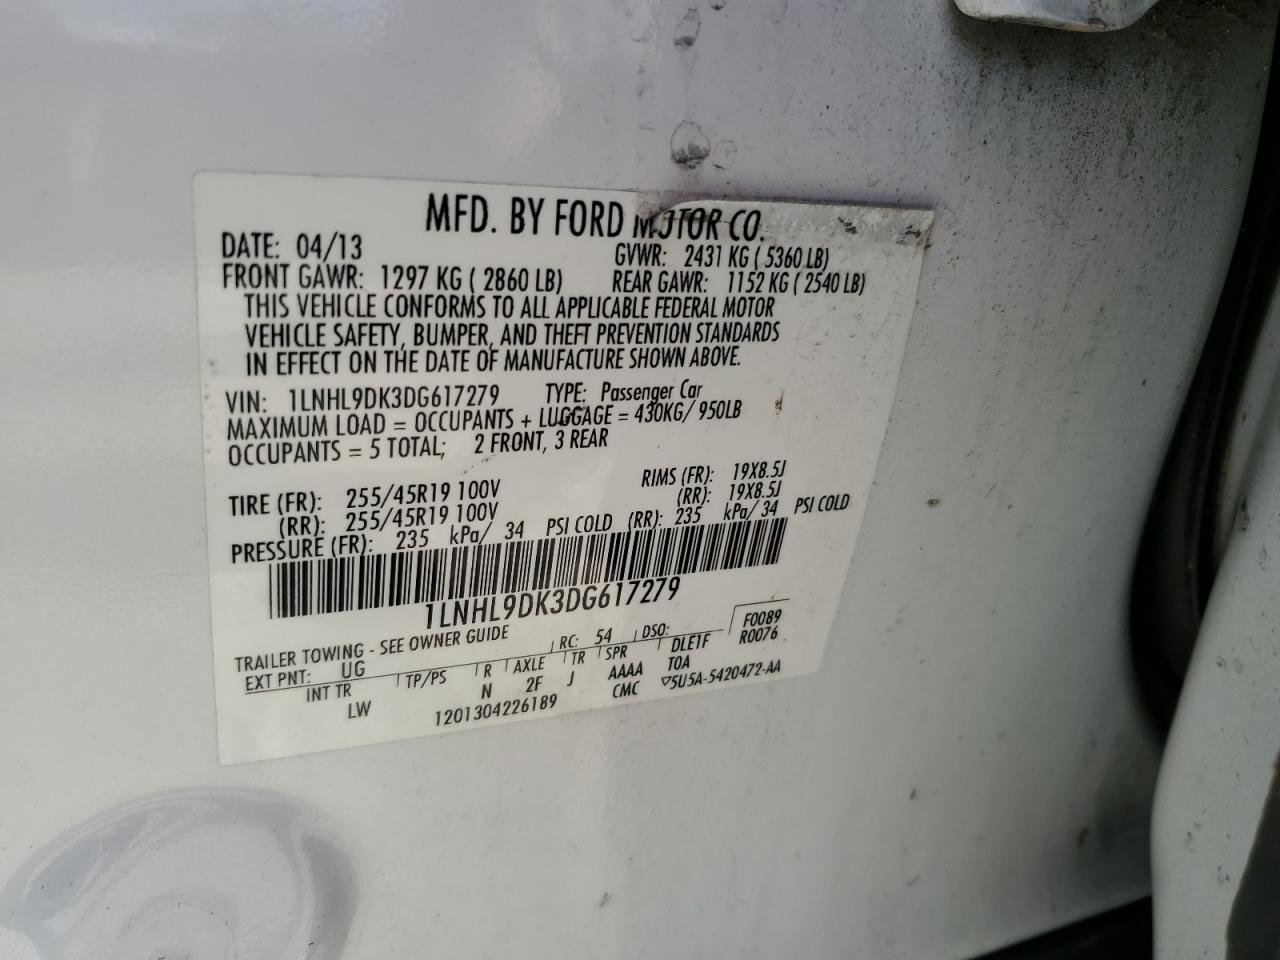 MFD. BY FORD MOTOR CO.
DATE: 04/13 GVWR: 2431 KG ( 5360 LB)
FRONT GAWR: 1297 KG ( 2860 LB) REAR GAWR: 1152 KG ( 2540 LB)
THIS VEHICLE CONFORMS TO ALL APPLICABLE FEDERAL MOTOR
VEHICLE SAFETY, BUMPER, AND THEFT PREVENTION STANDARDS
IN EFFECT ON THE DATE OF MANUFACTURE SHOWN ABOVE.
VIN: 1LNHL9DK3DG617279 TYPE: Passenger Car
MAXIMUM LOAD = OCCUPANTS + LUGGAGE = 430KG/ 950LB
OCCUPANTS = 5 TOTAL; 2 FRONT, 3 REAR
TIRE (FR): 255/45R19 100V RIMS (FR): 19X8.5J
(RR): 255/45R19 100V (RR): 19X8.5J
PRESSURE (FR): 235 kPa/ 34 PSI COLD (RR): 235 kPa/ 34 PSI COLD
1LNHL9DK3DG617279
TRAILER TOWING - SEE OWNER GUIDE
EXT PNT: UG RC: 54 DSO: F0089
INT TR TP/PS R AXLE TR SPR DLETF R0076
LW N 2F J AAAA TOA
1201304226189 CMC ▽5U5A-5420472-AA